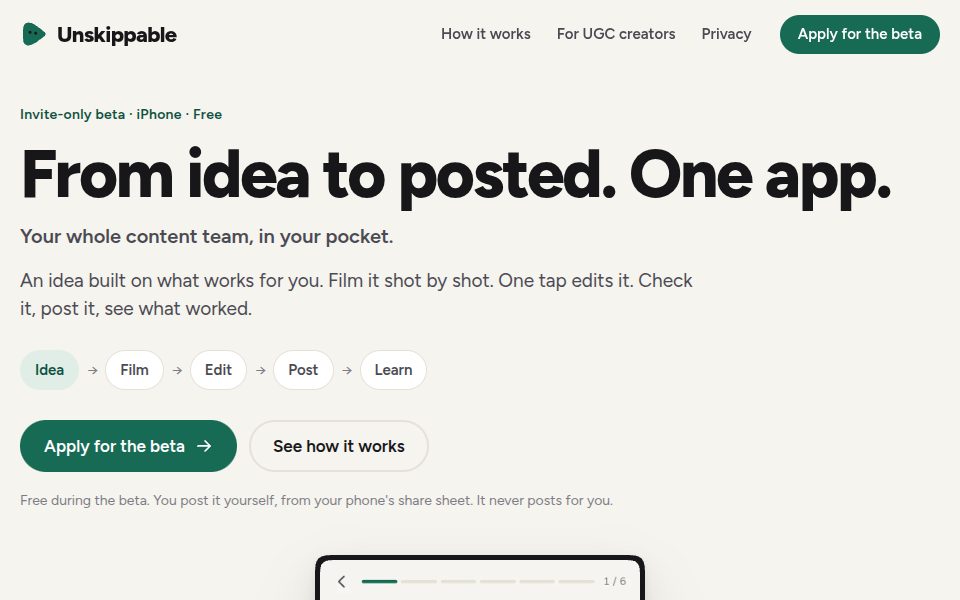 Unskippable
How it works
For UGC creators
Privacy
Apply for the beta
Invite-only beta · iPhone · Free
From idea to posted. One app.
Your whole content team, in your pocket.
An idea built on what works for you. Film it shot by shot. One tap edits it. Check
it, post it, see what worked.
Idea → Film → Edit → Post → Learn
Apply for the beta →
See how it works
Free during the beta. You post it yourself, from your phone's share sheet. It never posts for you.
1 / 6